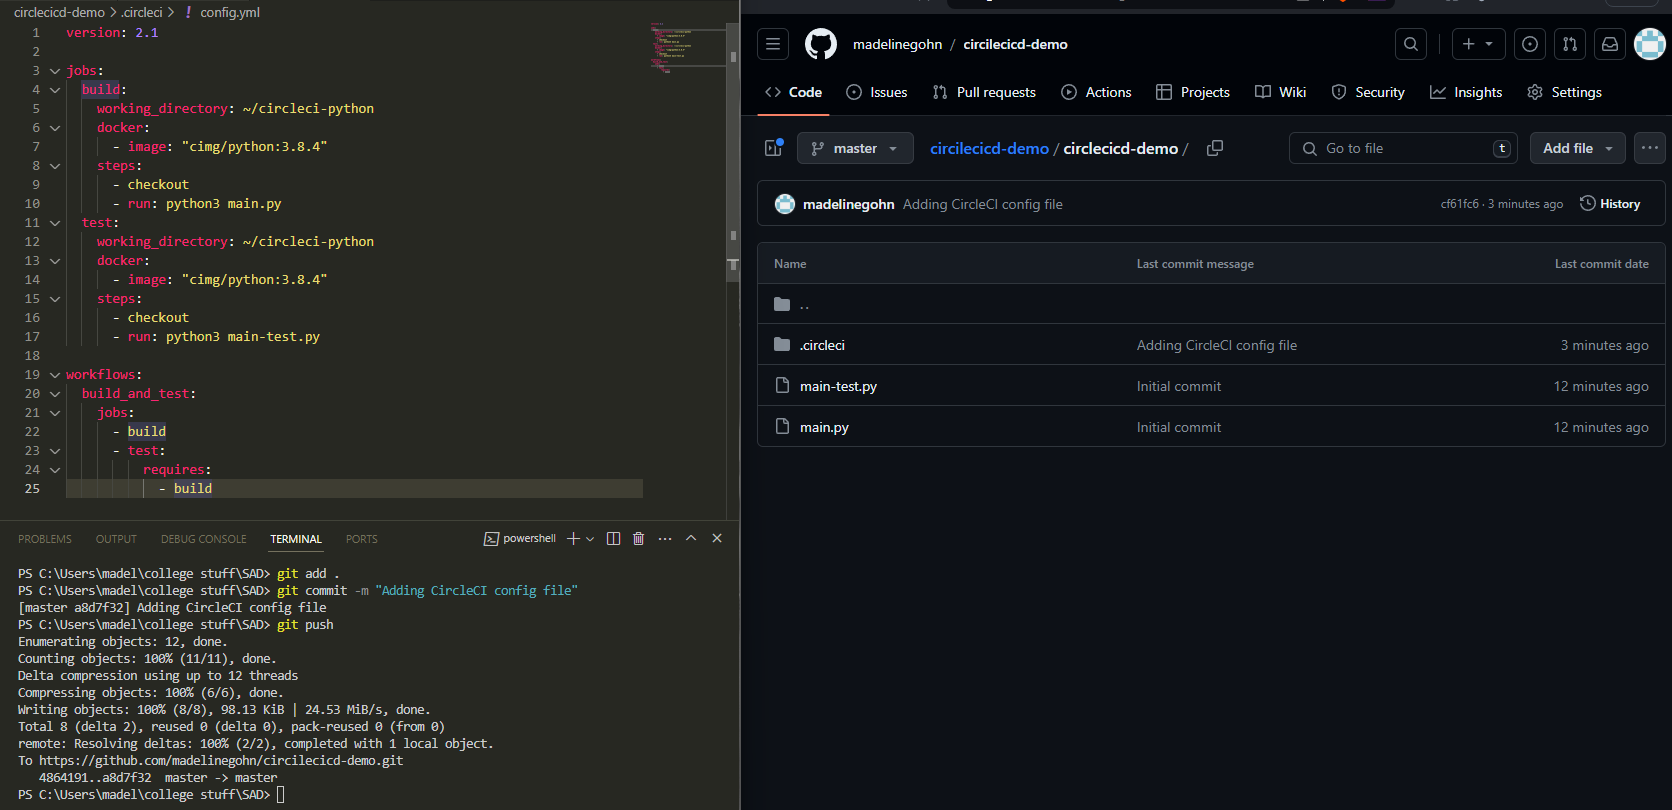 circlecicd-demo > .circleci > ! config.yml
1 version: 2.1
2
3 jobs:
4 build:
5 working_directory: ~/circleci-python
6 docker:
7 - image: "cimg/python:3.8.4"
8 steps:
9 - checkout
10 - run: python3 main.py
11 test:
12 working_directory: ~/circleci-python
13 docker:
14 - image: "cimg/python:3.8.4"
15 steps:
16 - checkout
17 - run: python3 main-test.py
18
19 workflows:
20 build_and_test:
21 jobs:
22 - build
23 - test:
24 requires:
25 - build
PROBLEMS OUTPUT DEBUG CONSOLE TERMINAL PORTS powershell
PS C:\Users\madel\college stuff\SAD> git add .
PS C:\Users\madel\college stuff\SAD> git commit -m "Adding CircleCI config file"
[master a8d7f32] Adding CircleCI config file
PS C:\Users\madel\college stuff\SAD> git push
Enumerating objects: 12, done.
Counting objects: 100% (11/11), done.
Delta compression using up to 12 threads
Compressing objects: 100% (6/6), done.
Writing objects: 100% (8/8), 98.13 KiB | 24.53 MiB/s, done.
Total 8 (delta 2), reused 0 (delta 0), pack-reused 0 (from 0)
remote: Resolving deltas: 100% (2/2), completed with 1 local object.
To https://github.com/madelinegohn/circilecicd-demo.git
4864191..a8d7f32 master -> master
PS C:\Users\madel\college stuff\SAD>
madelinegohn / circilecicd-demo
Code Issues Pull requests Actions Projects Wiki Security Insights Settings
master circilecicd-demo / circlecicd-demo / Go to file t Add file
madelinegohn Adding CircleCI config file cf61fc6 · 3 minutes ago History
Name Last commit message Last commit date
..
.circleci Adding CircleCI config file 3 minutes ago
main-test.py Initial commit 12 minutes ago
main.py Initial commit 12 minutes ago